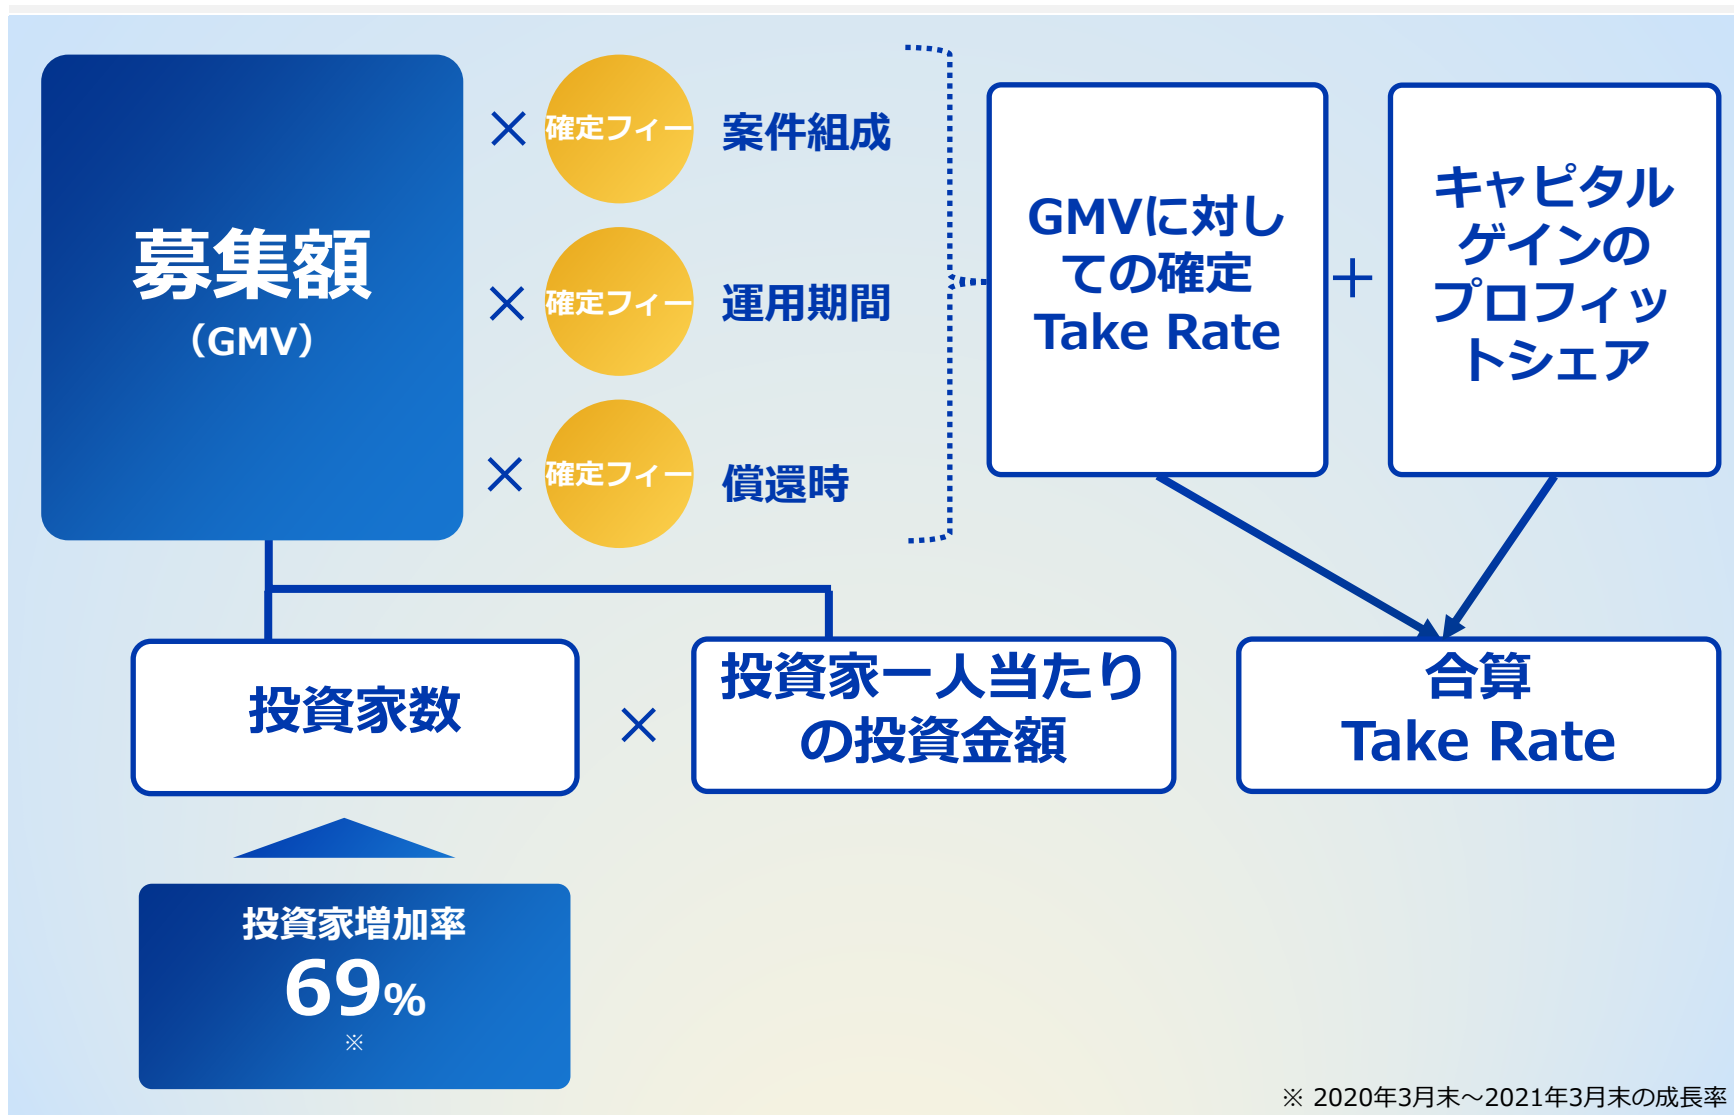 募集額
（GMV）
×
確定フィー
案件組成
×
確定フィー
運用期間
×
確定フィー
償還時
GMVに対し
ての確定
Take Rate
＋
キャピタル
ゲインの
プロフィッ
トシェア
投資家数
×
投資家一人当たり
の投資金額
合算
Take Rate
投資家増加率
69%
※
※ 2020年3月末～2021年3月末の成長率